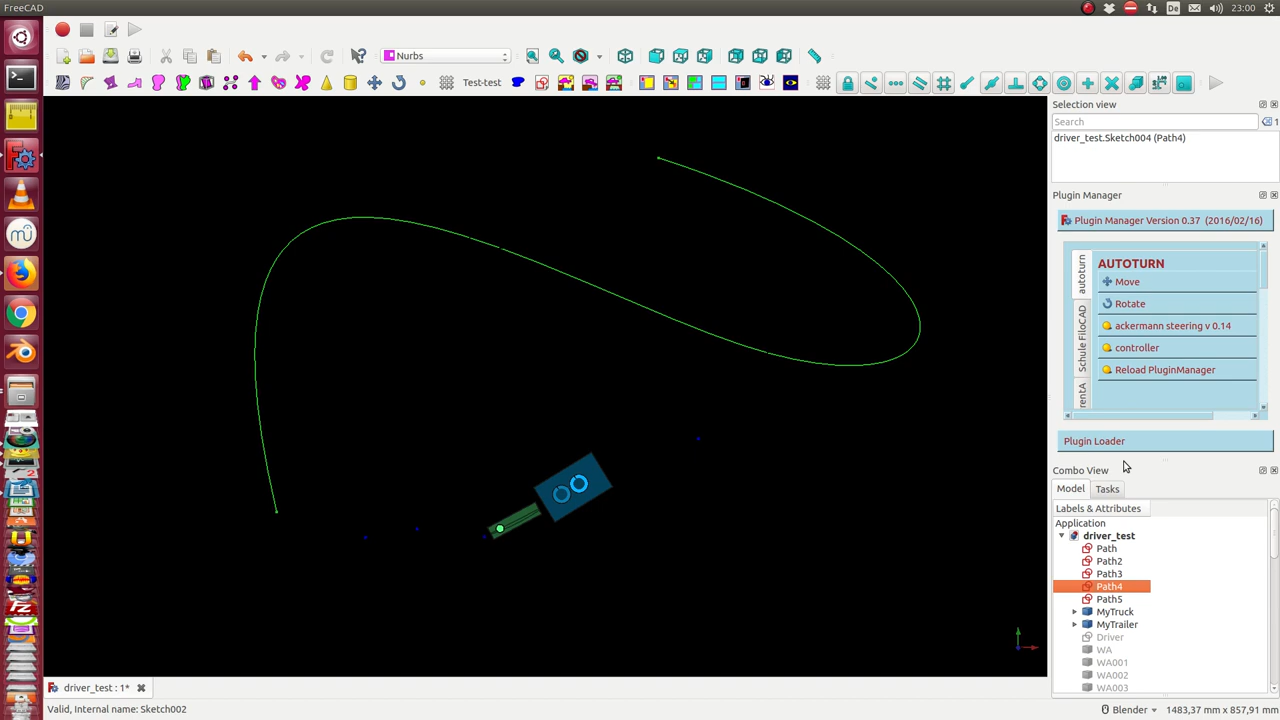 FreeCAD
De
23:00
Nurbs
Test-test
Selection view
Search
1
driver_test.Sketch004 (Path4)
Plugin Manager
Plugin Manager Version 0.37 (2016/02/16)
autoturn
Schule FiloCAD
rentA
AUTOTURN
Move
Rotate
ackermann steering v 0.14
controller
Reload PluginManager
Plugin Loader
Combo View
Model
Tasks
Labels & Attributes
Application
driver_test
Path
Path2
Path3
Path4
Path5
MyTruck
MyTrailer
Driver
WA
WA001
WA002
WA003
driver_test : 1*
Valid, Internal name: Sketch002
Blender
1483,37 mm x 857,91 mm